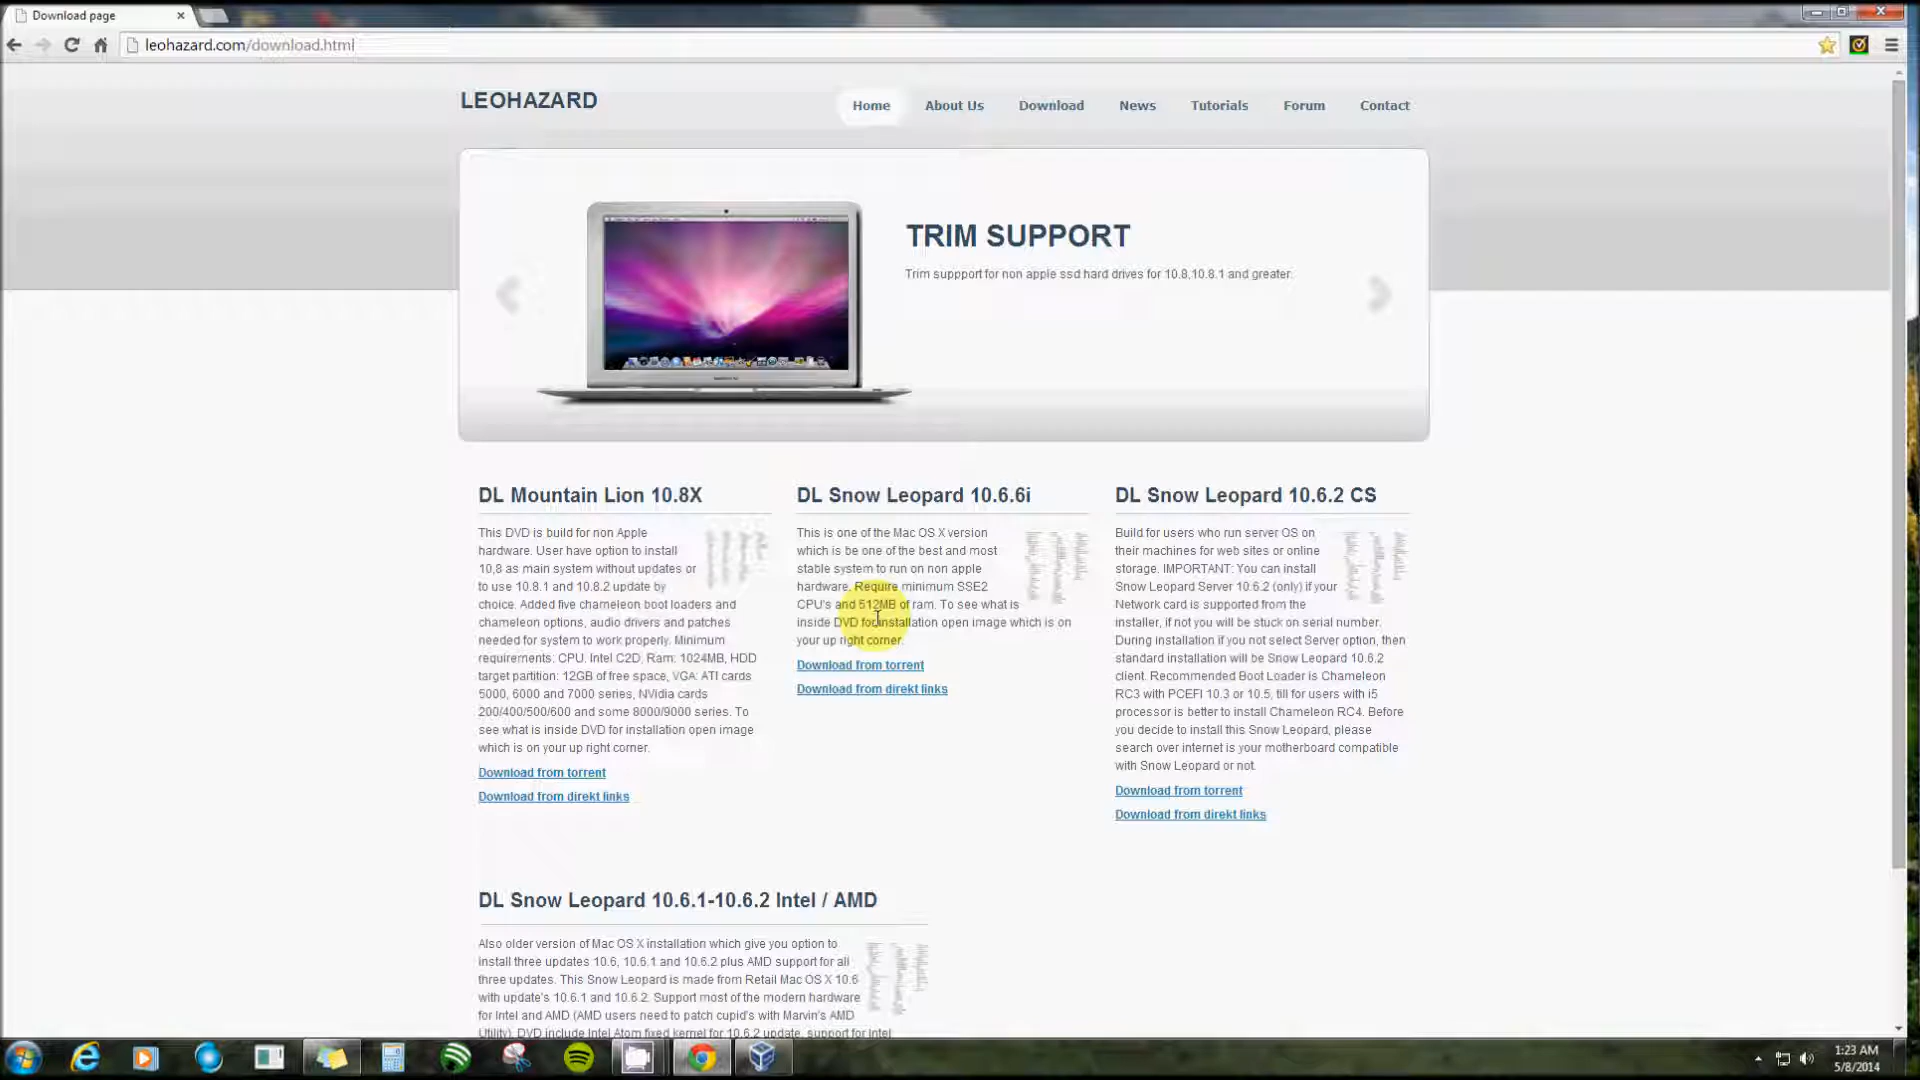 Download page
leohazard.com/download.html
LEOHAZARD
Home About Us Download News Tutorials Forum Contact
TRIM SUPPORT
Trim suppport for non apple ssd hard drives for 10.8,10.8.1 and greater.
DL Mountain Lion 10.8X
This DVD is build for non Apple
hardware. User have option to install
10,8 as main system without updates or
to use 10.8.1 and 10.8.2 update by
choice. Added five chameleon boot loaders and
chameleon options, audio drivers and patches
needed for system to work properly. Minimum
requirements: CPU. Intel C2D, Ram: 1024MB, HDD
target partition: 12GB of free space, VGA: ATI cards
5000, 6000 and 7000 series, NVidia cards
200/400/500/600 and some 8000/9000 series. To
see what is inside DVD for installation open image
which is on your up right corner.
Download from torrent
Download from direkt links
DL Snow Leopard 10.6.6i
This is one of the Mac OS X version
which is be one of the best and most
stable system to run on non apple
hardware. Require minimum SSE2
CPU's and 512MB of ram. To see what is
inside DVD for installation open image which is on
your up right corner.
Download from torrent
Download from direkt links
DL Snow Leopard 10.6.2 CS
Build for users who run server OS on
their machines for web sites or online
storage. IMPORTANT: You can install
Snow Leopard Server 10.6.2 (only) if your
Network card is supported from the
installer, if not you will be stuck on serial number.
During installation if you not select Server option, then
standard installation will be Snow Leopard 10.6.2
client. Recommended Boot Loader is Chameleon
RC3 with PCEFI 10.3 or 10.5, till for users with i5
processor is better to install Chameleon RC4. Before
you decide to install this Snow Leopard, please
search over internet is your motherboard compatible
with Snow Leopard or not.
Download from torrent
Download from direkt links
DL Snow Leopard 10.6.1-10.6.2 Intel / AMD
Also older version of Mac OS X installation which give you option to
install three updates 10.6, 10.6.1 and 10.6.2 plus AMD support for all
three updates. This Snow Leopard is made from Retail Mac OS X 10.6
with update's 10.6.1 and 10.6.2. Support most of the modern hardware
for Intel and AMD (AMD users need to patch cupid's with Marvin's AMD
Utility). DVD include Intel Atom fixed kernel for 10.6.2 update, support for Intel
1:23 AM
5/8/2014